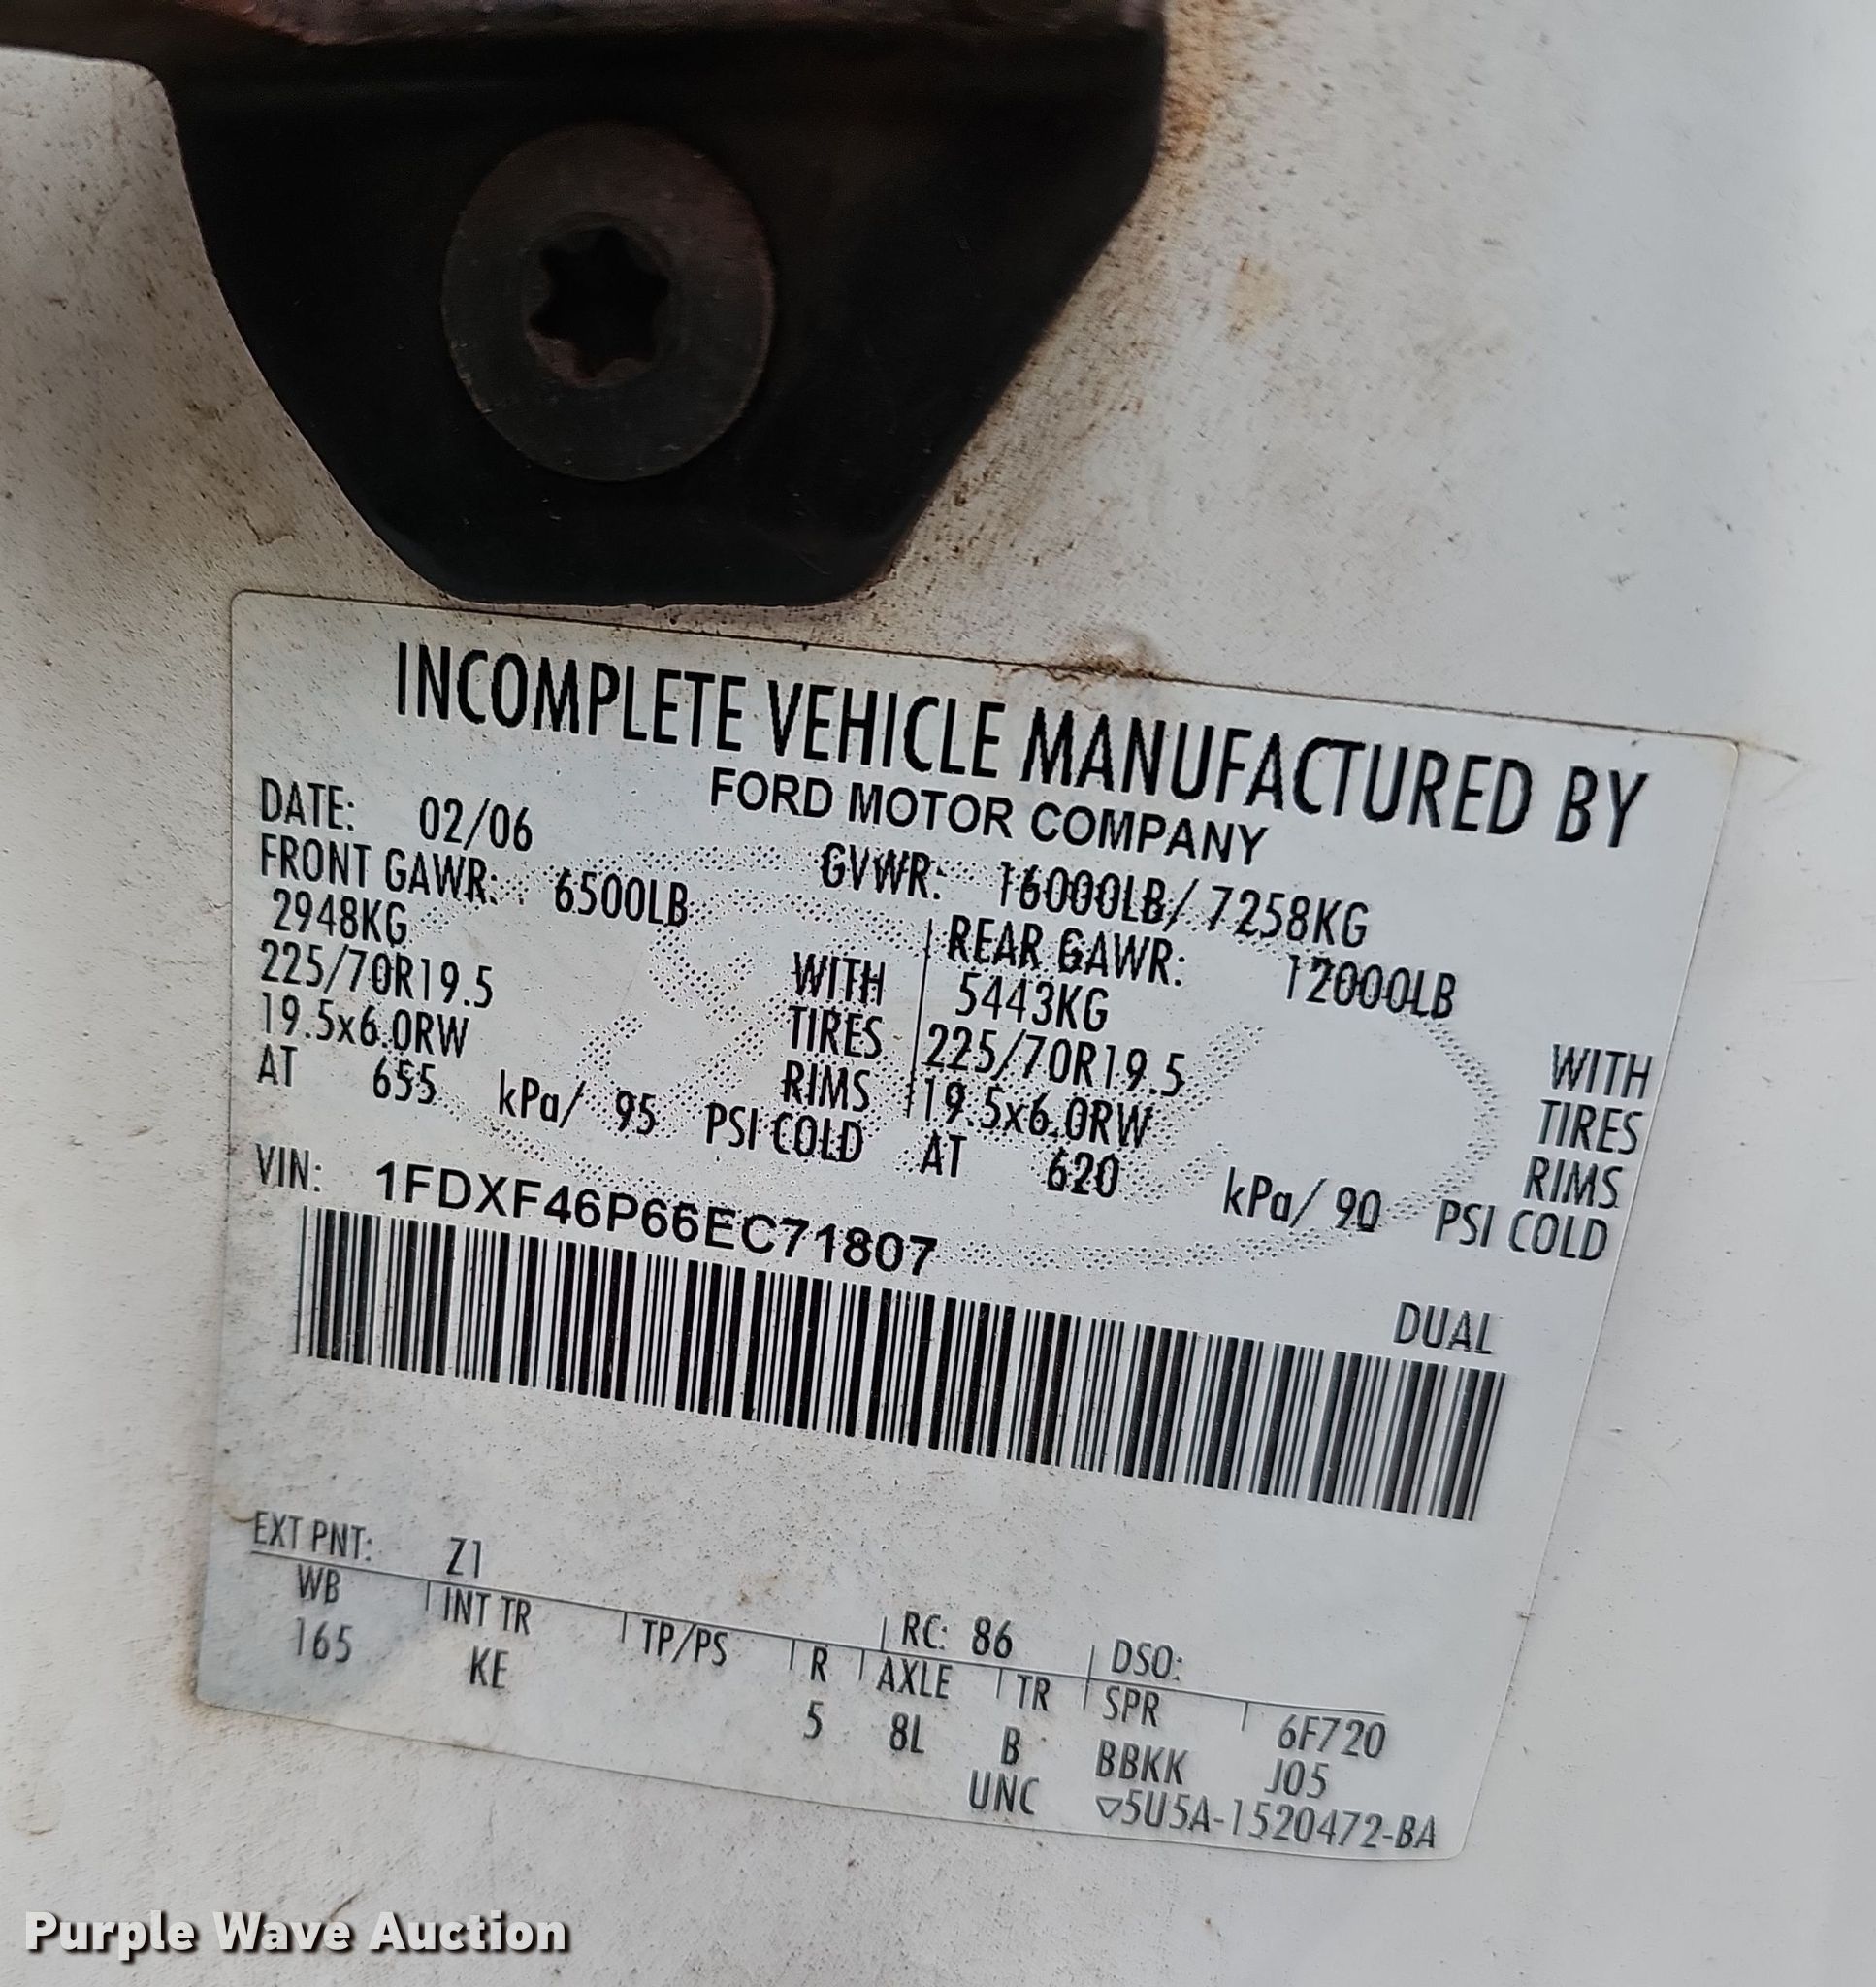 INCOMPLETE VEHICLE MANUFACTURED BY
FORD MOTOR COMPANY
DATE: 02/06 GVWR: 16000LB/ 7258KG
FRONT GAWR: 6500LB REAR GAWR: 12000LB
2948KG WITH 5443KG WITH
225/70R19.5 TIRES 225/70R19.5 TIRES
19.5x6.0RW RIMS 19.5x6.0RW RIMS
AT 655 kPa/ 95 PSI COLD AT 620 kPa/ 90 PSI COLD
VIN: 1FDXF46P66EC71807
DUAL
EXT PNT: Z1 RC: 86 DSO:
WB INT TR TP/PS R AXLE TR SPR 6F720
165 KE 5 8L B BBKK J05
UNC ▽5U5A-1520472-BA
Purple Wave Auction